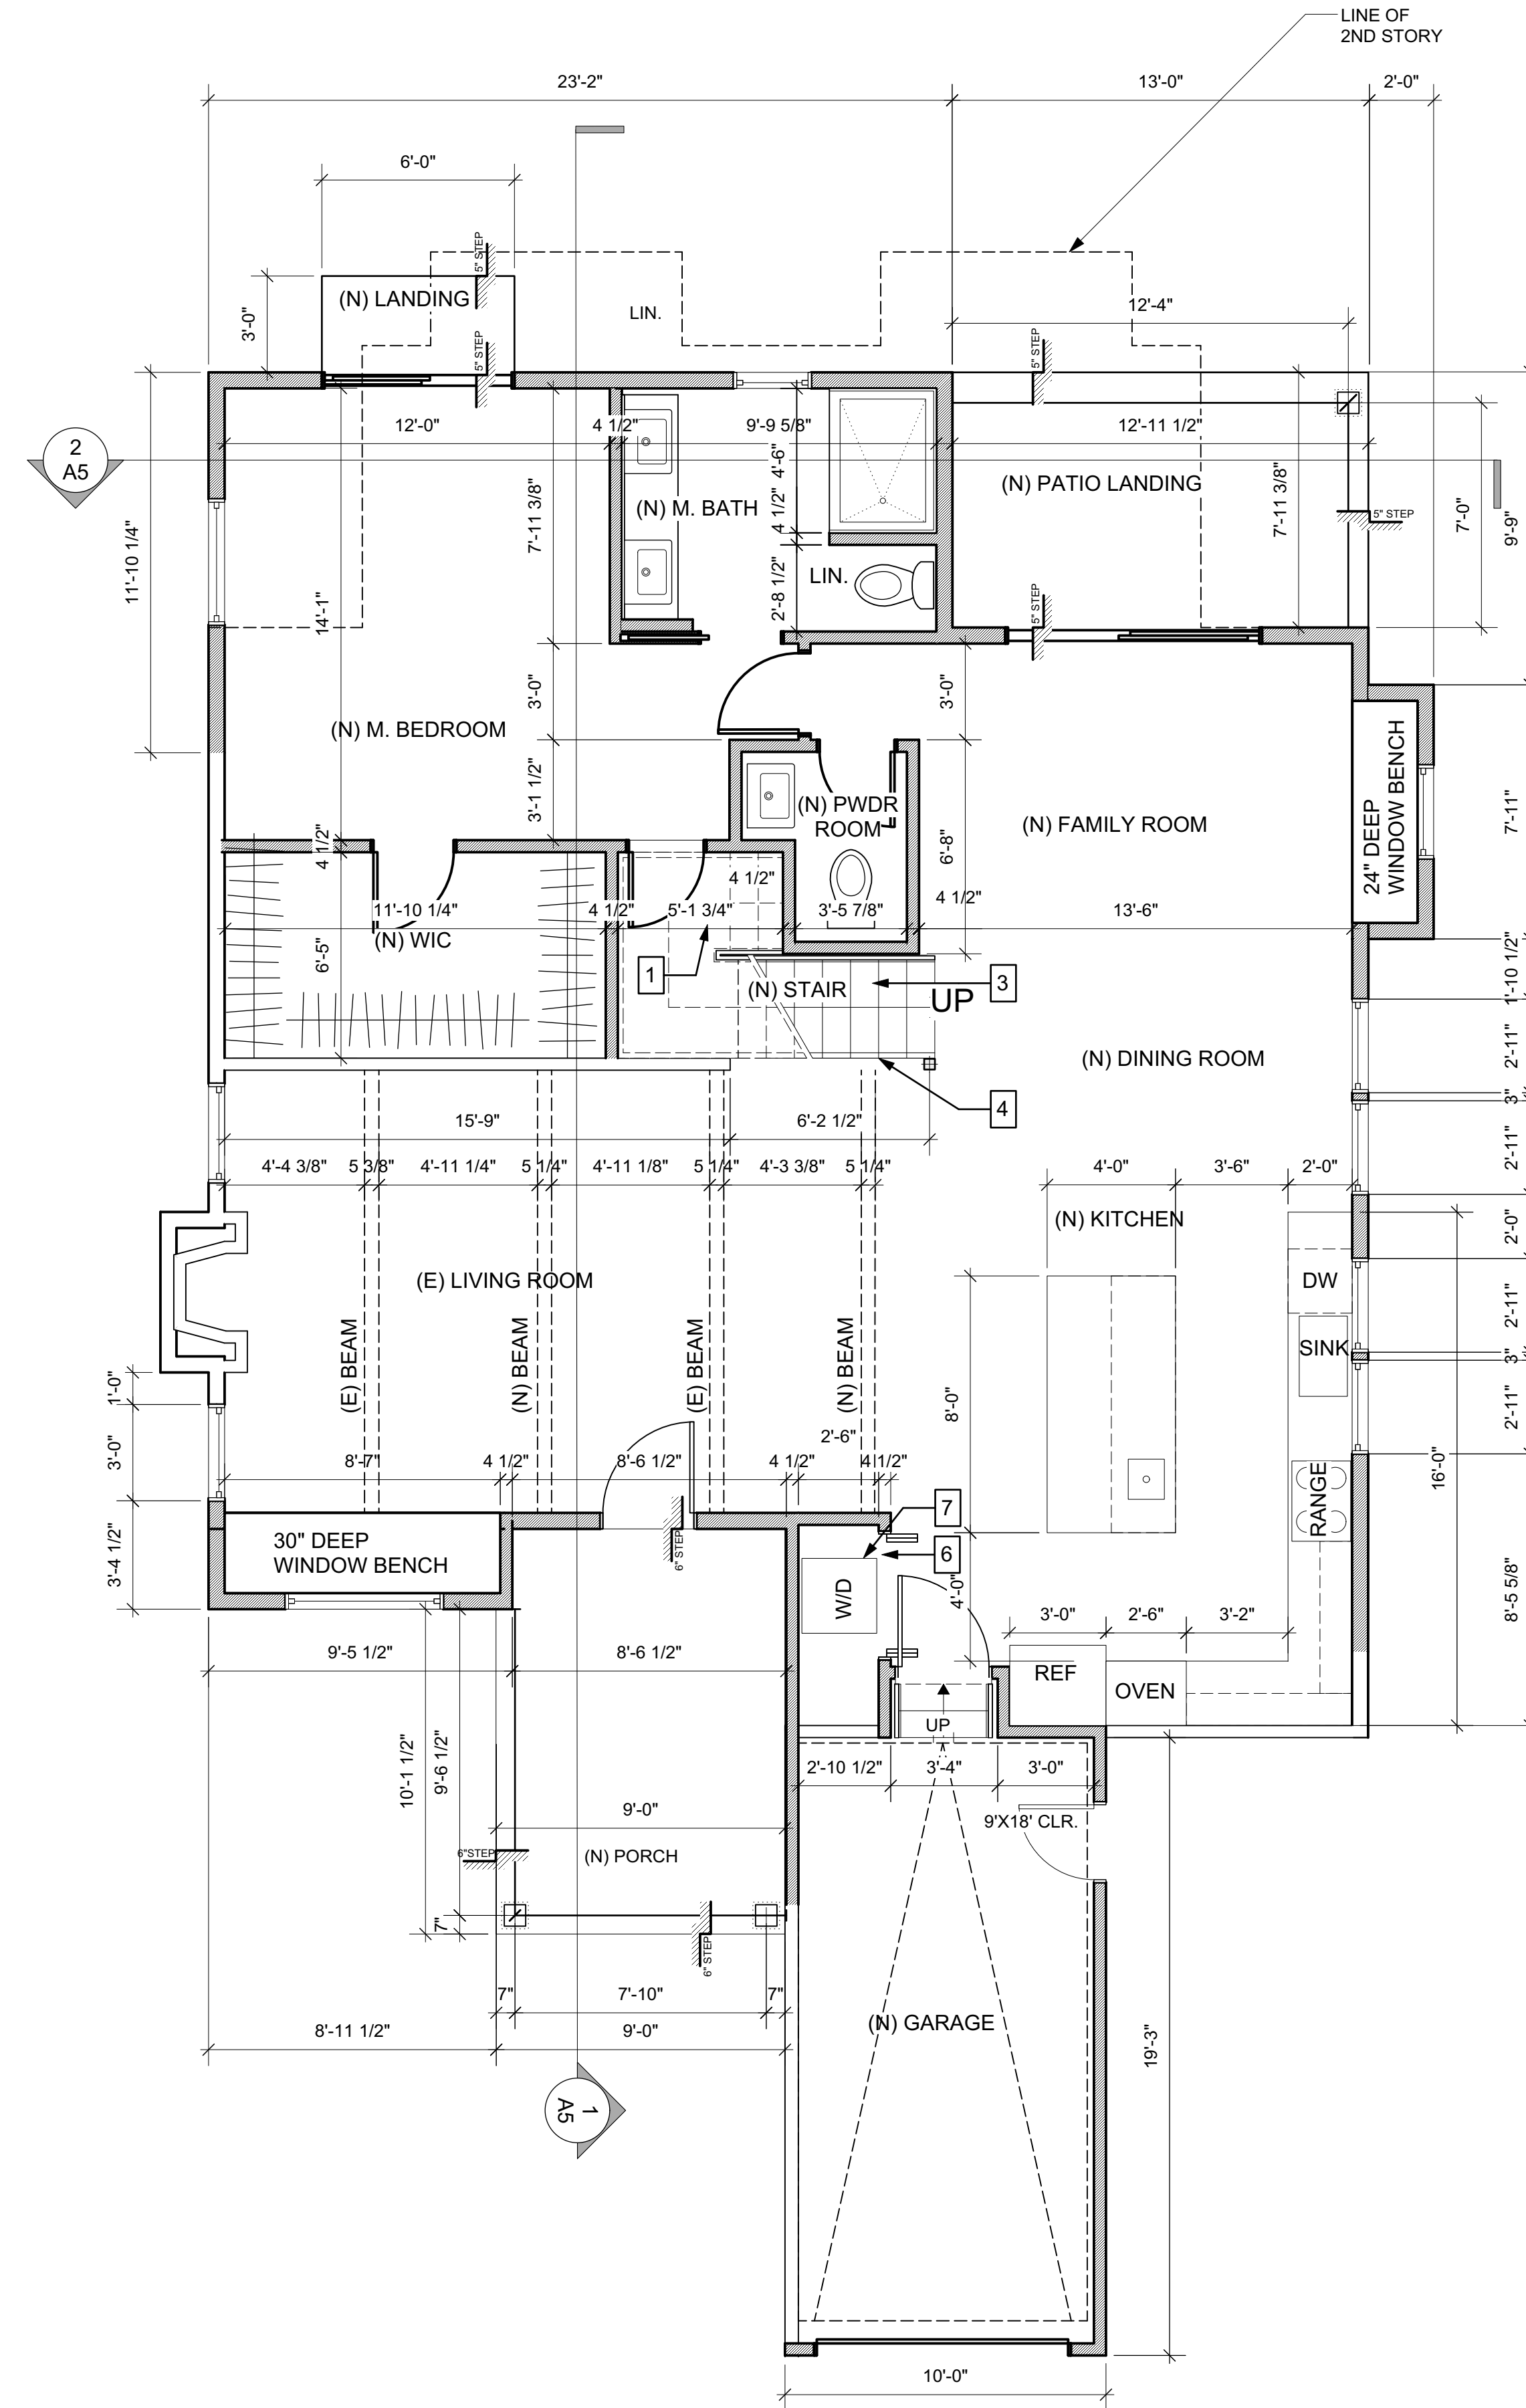 LINE OF
2ND STORY
23'-2"
13'-0"
2'-0"
6'-0"
5" STEP
(N) LANDING
3'-0"
LIN.
12'-4"
5" STEP
5" STEP
2
A5
12'-0"
4 1/2"
9'-9 5/8"
12'-11 1/2"
4'-6"
(N) M. BATH
4 1/2"
(N) PATIO LANDING
7'-11 3/8"
7'-11 3/8"
5" STEP
7'-0"
9'-9"
11'-10 1/4"
14'-1"
LIN.
2'-8 1/2"
5" STEP
3'-0"
3'-0"
(N) M. BEDROOM
3'-1 1/2"
(N) PWDR
ROOM
(N) FAMILY ROOM
24" DEEP
WINDOW BENCH
7'-11"
6'-8"
4 1/2"
4 1/2"
4 1/2"
11'-10 1/4"
4 1/2"
5'-1 3/4"
3'-5 7/8"
13'-6"
(N) WIC
6'-5"
1
(N) STAIR
3
UP
1'-10 1/2"
(N) DINING ROOM
2'-11"
3"
4
15'-9"
6'-2 1/2"
2'-11"
4'-4 3/8"
5 3/8"
4'-11 1/4"
5 1/4"
4'-11 1/8"
5 1/4"
4'-3 3/8"
5 1/4"
4'-0"
3'-6"
2'-0"
(N) KITCHEN
2'-0"
(E) LIVING ROOM
DW
2'-11"
SINK
3"
(E) BEAM
(N) BEAM
(E) BEAM
(N) BEAM
1'-0"
8'-0"
2'-11"
3'-0"
2'-6"
8'-7"
4 1/2"
8'-6 1/2"
4 1/2"
4 1/2"
16'-0"
RANGE
7
30" DEEP
WINDOW BENCH
6" STEP
6
3'-4 1/2"
W/D
4'-0"
3'-0"
2'-6"
3'-2"
8'-5 5/8"
9'-5 1/2"
8'-6 1/2"
REF
OVEN
UP
10'-1 1/2"
9'-6 1/2"
2'-10 1/2"
3'-4"
3'-0"
9'-0"
9'X18' CLR.
6"STEP
(N) PORCH
7"
6" STEP
7"
7'-10"
7"
(N) GARAGE
8'-11 1/2"
9'-0"
19'-3"
1
A5
10'-0"